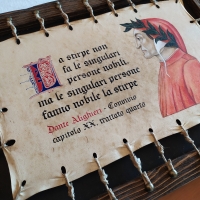 La stirpe non
fa le singulari
persone nobili,
ma le singulari persone
fanno nobile la stirpe
Dante Alighieri - Convivio
capitolo XX, trattato quarto